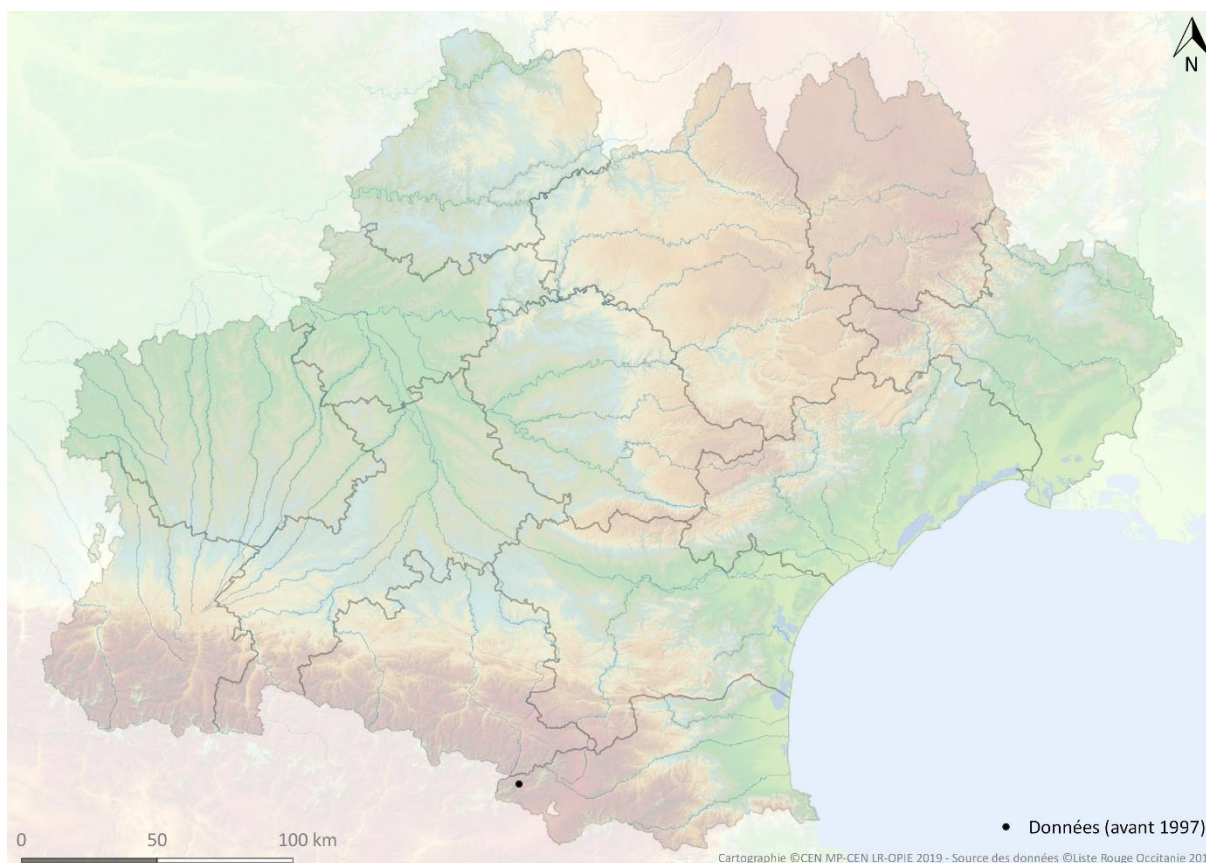 N
0 50 100 km
Données (avant 1997)
Cartographie ©CEN MP-CEN LR-OPIE 2019 - Source des données ©Liste Rouge Occitanie 201